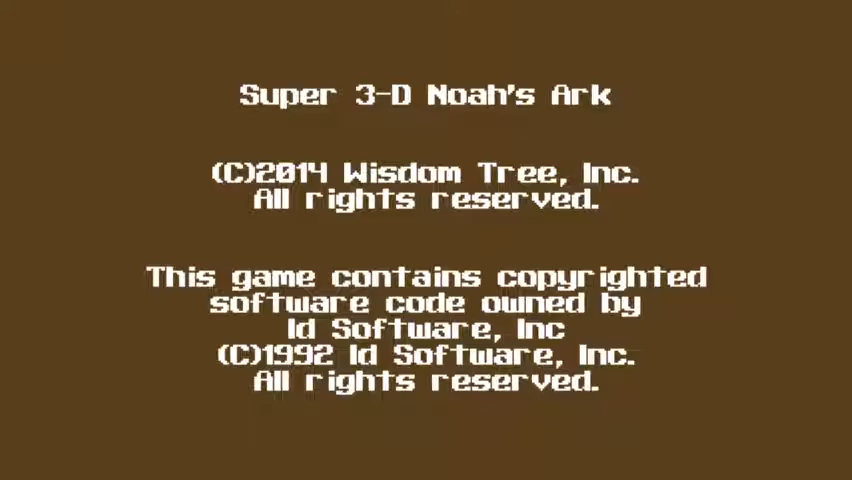 Super 3-D Noah's Ark
(C)2014 Wisdom Tree, Inc.
All rights reserved.
This game contains copyrighted
software code owned by
Id Software, Inc
(C)1992 Id Software, Inc.
All rights reserved.